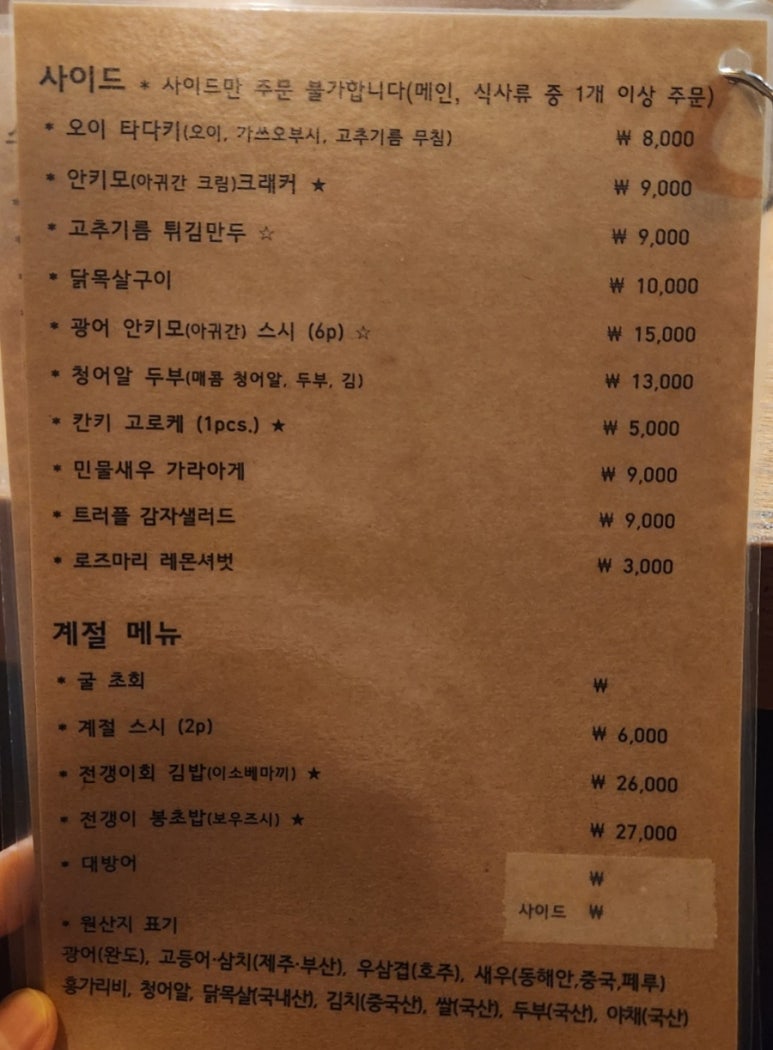 사이드 * 사이드만 주문 불가합니다(메인, 식사류 중 1개 이상 주문)
* 오이 타다키(오이, 가쓰오부시, 고추기름 무침) ₩ 8,000
* 안키모(아귀간 크림)크래커 ★ ₩ 9,000
* 고추기름 튀김만두 ☆ ₩ 9,000
* 닭목살구이 ₩ 10,000
* 광어 안키모(아귀간) 스시 (6p) ☆ ₩ 15,000
* 청어알 두부(매콤 청어알, 두부, 김) ₩ 13,000
* 칸키 고로케 (1pcs.) ★ ₩ 5,000
* 민물새우 가라아게 ₩ 9,000
* 트러플 감자샐러드 ₩ 9,000
* 로즈마리 레몬셔벗 ₩ 3,000
계절 메뉴
* 굴 초회 ₩
* 계절 스시 (2p) ₩ 6,000
* 전갱이회 김밥(이소베마끼) ★ ₩ 26,000
* 전갱이 봉초밥(보우즈시) ★ ₩ 27,000
* 대방어 ₩
사이드 ₩
* 원산지 표기
광어(완도), 고등어·삼치(제주·부산), 우삼겹(호주), 새우(동해안,중국,페루)
홍가리비, 청어알, 닭목살(국내산), 김치(중국산), 쌀(국산), 두부(국산), 야채(국산)